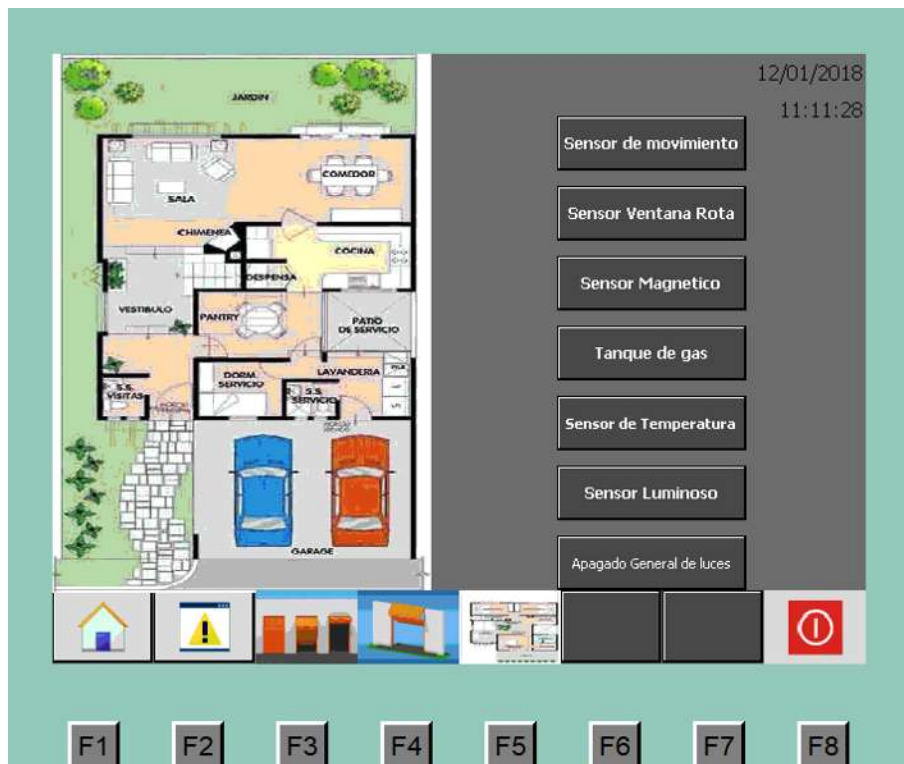 12/01/2018
11:11:28
JARDIN
COMEDOR
SALA
CHIMENEA
COCINA
DESPENSA
VESTIBULO
PANTRY
PATIO
DE SERVICIO
DORM.
SERVICIO
LAVANDERIA
S.S.
VISITAS
S.S.
SERVICIO
GARAGE
Sensor de movimiento
Sensor Ventana Rota
Sensor Magnetico
Tanque de gas
Sensor de Temperatura
Sensor Luminoso
Apagado General de luces
F1 F2 F3 F4 F5 F6 F7 F8